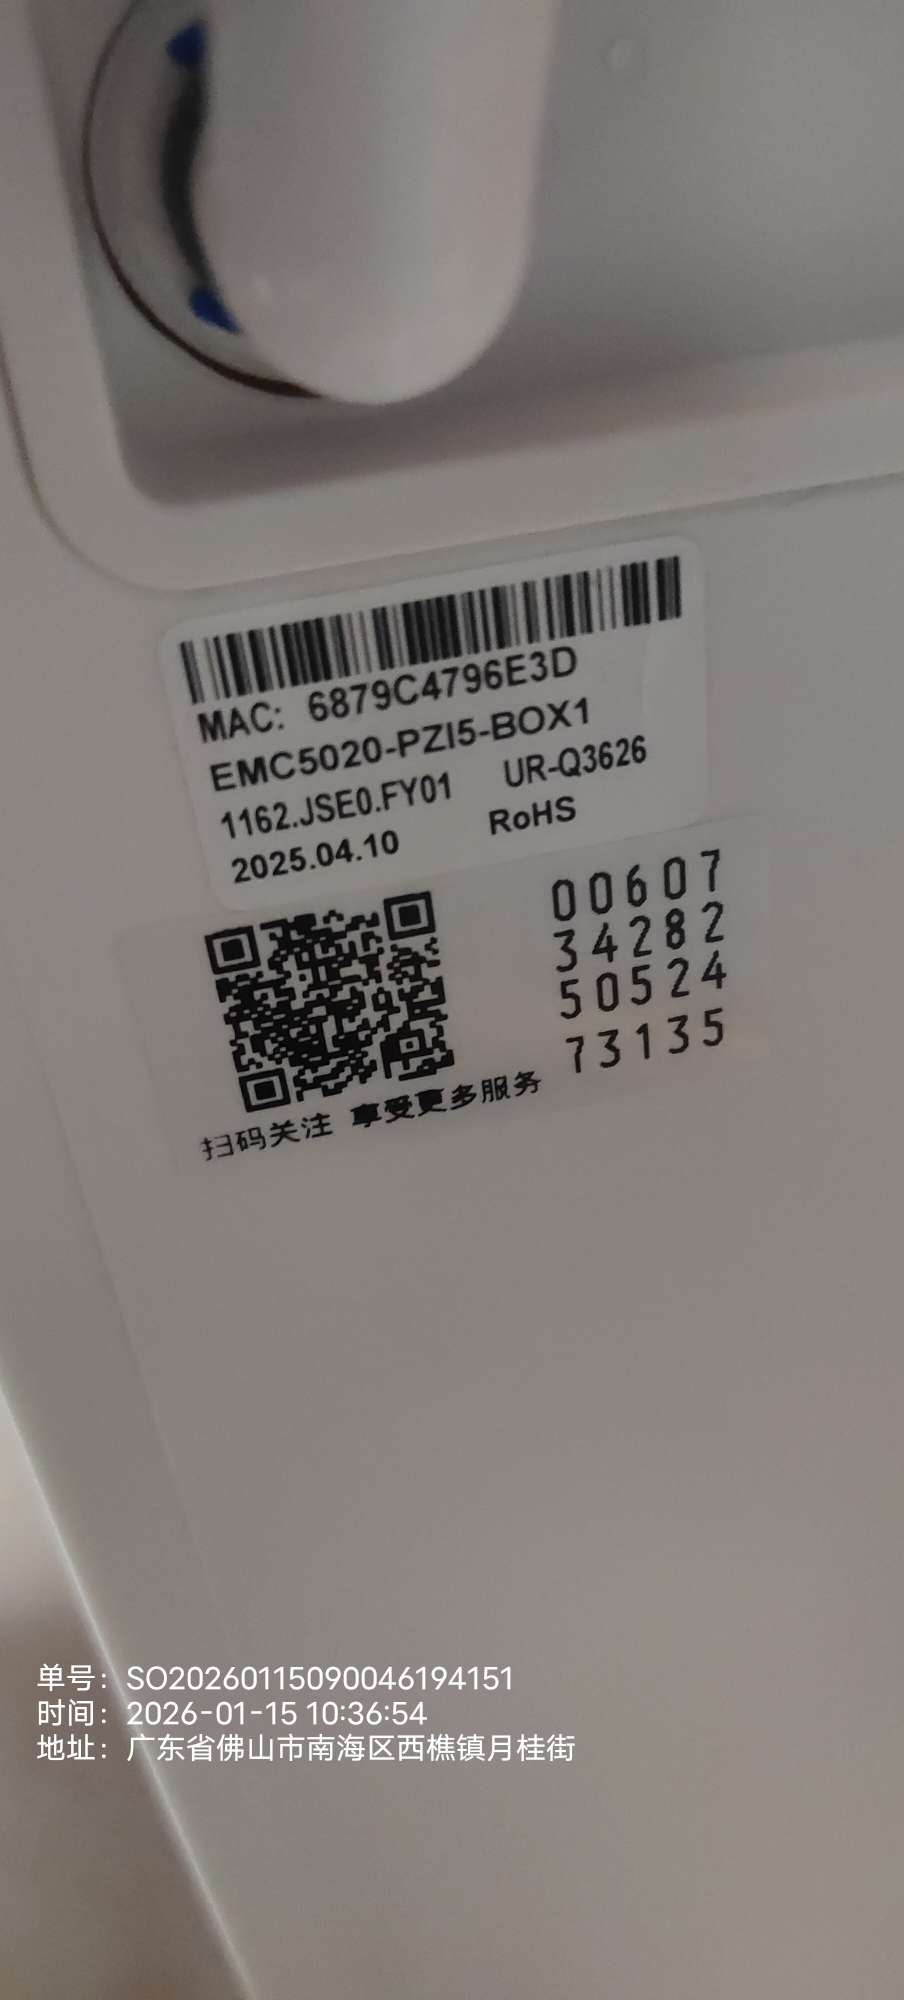 MAC: 6879C4796E3D
EMC5020-PZI5-BOX1
1162.JSE0.FY01 UR-Q3626
2025.04.10 RoHS
00607
34282
50524
73135
扫码关注 享受更多服务
单号：SO20260115090046194151
时间：2026-01-15 10:36:54
地址：广东省佛山市南海区西樵镇月桂街